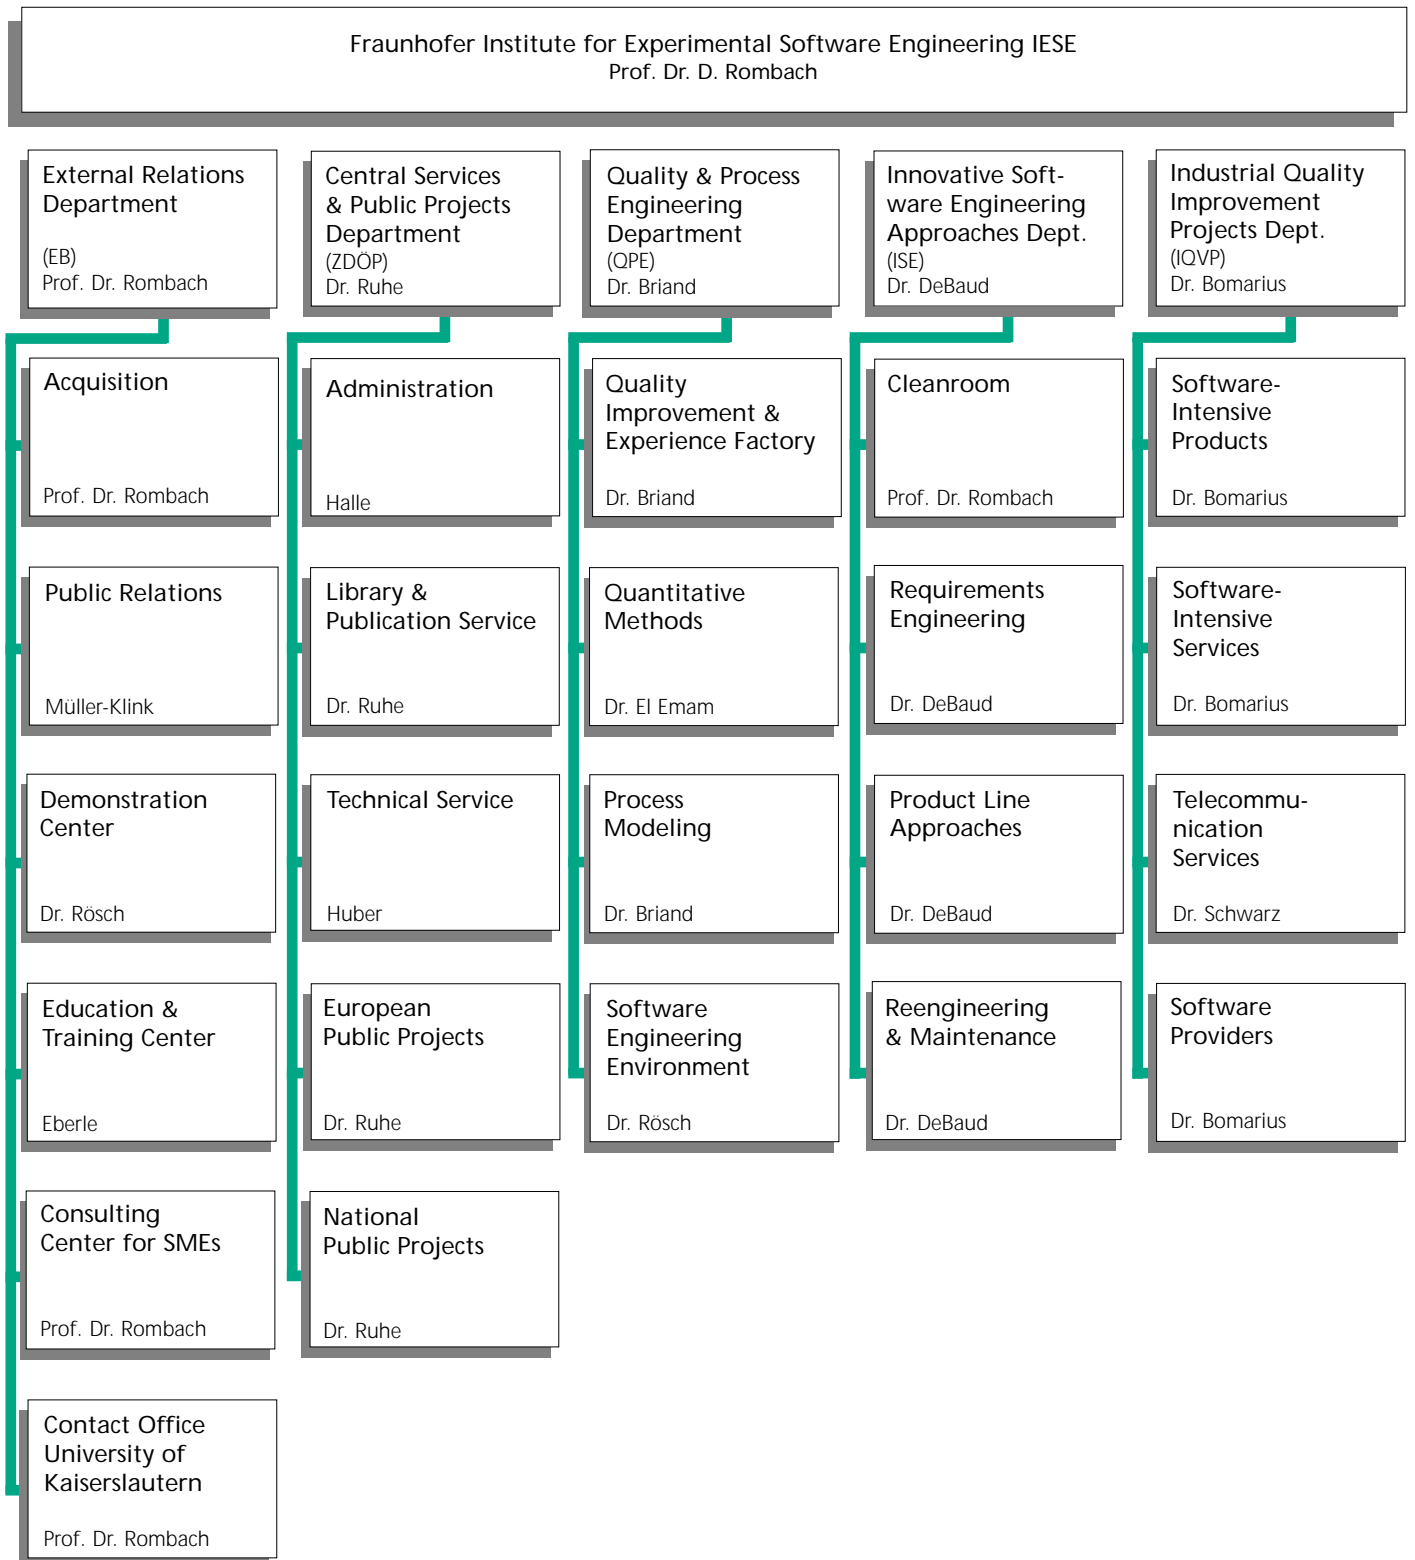 Fraunhofer Institute for Experimental Software Engineering IESE
Prof. Dr. D. Rombach
External Relations
Department
(EB)
Prof. Dr. Rombach
Acquisition
Prof. Dr. Rombach
Public Relations
Müller-Klink
Demonstration
Center
Dr. Rösch
Education &
Training Center
Eberle
Consulting
Center for SMEs
Prof. Dr. Rombach
Contact Office
University of
Kaiserslautern
Prof. Dr. Rombach
Central Services
& Public Projects
Department
(ZDÖP)
Dr. Ruhe
Administration
Halle
Library &
Publication Service
Dr. Ruhe
Technical Service
Huber
European
Public Projects
Dr. Ruhe
National
Public Projects
Dr. Ruhe
Quality & Process
Engineering
Department
(QPE)
Dr. Briand
Quality
Improvement &
Experience Factory
Dr. Briand
Quantitative
Methods
Dr. El Emam
Process
Modeling
Dr. Briand
Software
Engineering
Environment
Dr. Rösch
Innovative Soft-
ware Engineering
Approaches Dept.
(ISE)
Dr. DeBaud
Cleanroom
Prof. Dr. Rombach
Requirements
Engineering
Dr. DeBaud
Product Line
Approaches
Dr. DeBaud
Reengineering
& Maintenance
Dr. DeBaud
Industrial Quality
Improvement
Projects Dept.
(IQVP)
Dr. Bomarius
Software-
Intensive
Products
Dr. Bomarius
Software-
Intensive
Services
Dr. Bomarius
Telecommu-
nication
Services
Dr. Schwarz
Software
Providers
Dr. Bomarius